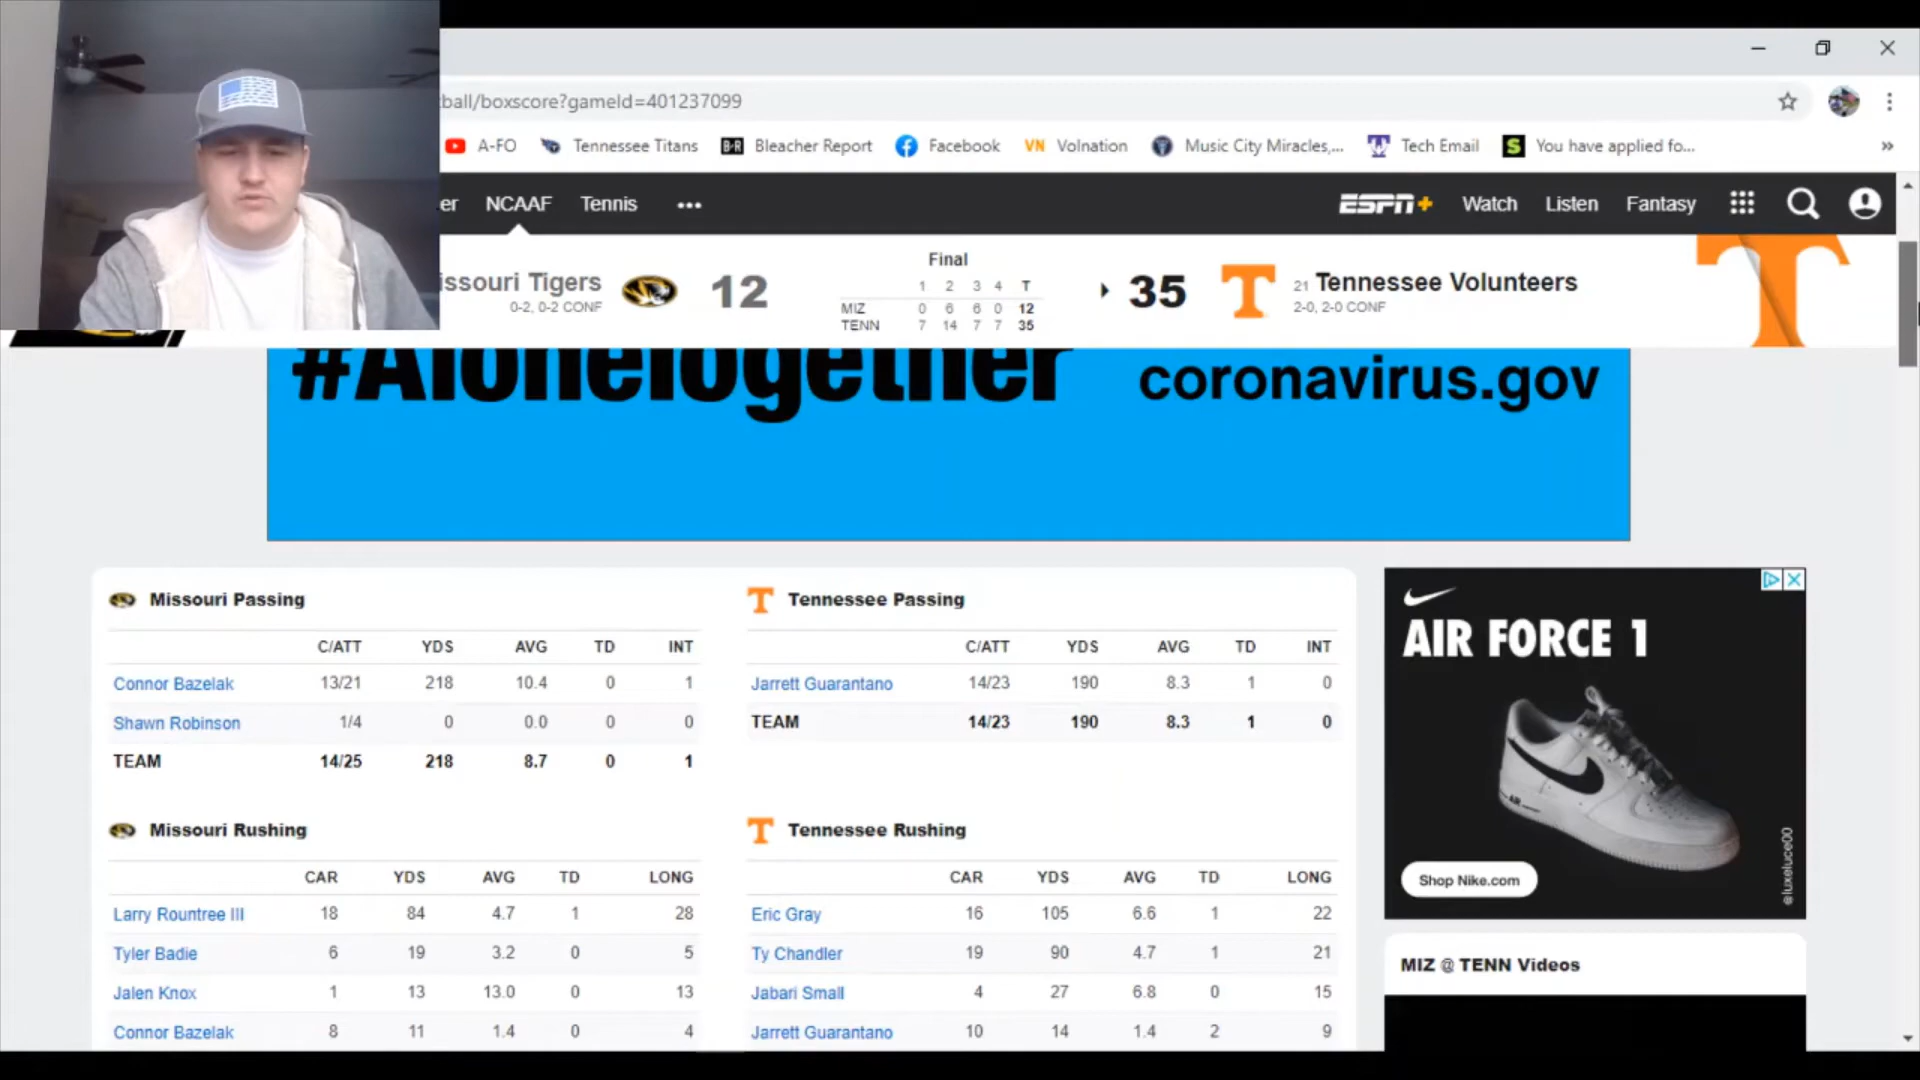 ball/boxscore?gameId=401237099
A-FO Tennessee Titans B/R Bleacher Report Facebook VN Volnation Music City Miracles,... Tech Email S You have applied fo... »
er NCAAF Tennis ••• ESPN+ Watch Listen Fantasy
Final
issouri Tigers 12 1 2 3 4 T 35 T 21 Tennessee Volunteers
0-2, 0-2 CONF MIZ 0 6 6 0 12 2-0, 2-0 CONF
TENN 7 14 7 7 35
#AloneTogether coronavirus.gov
Missouri Passing
C/ATT YDS AVG TD INT
Connor Bazelak 13/21 218 10.4 0 1
Shawn Robinson 1/4 0 0.0 0 0
TEAM 14/25 218 8.7 0 1
Tennessee Passing
C/ATT YDS AVG TD INT
Jarrett Guarantano 14/23 190 8.3 1 0
TEAM 14/23 190 8.3 1 0
Missouri Rushing
CAR YDS AVG TD LONG
Larry Rountree III 18 84 4.7 1 28
Tyler Badie 6 19 3.2 0 5
Jalen Knox 1 13 13.0 0 13
Connor Bazelak 8 11 1.4 0 4
Tennessee Rushing
CAR YDS AVG TD LONG
Eric Gray 16 105 6.6 1 22
Ty Chandler 19 90 4.7 1 21
Jabari Small 4 27 6.8 0 15
Jarrett Guarantano 10 14 1.4 2 9
AIR FORCE 1
Shop Nike.com
@luxeluce00
MIZ @ TENN Videos